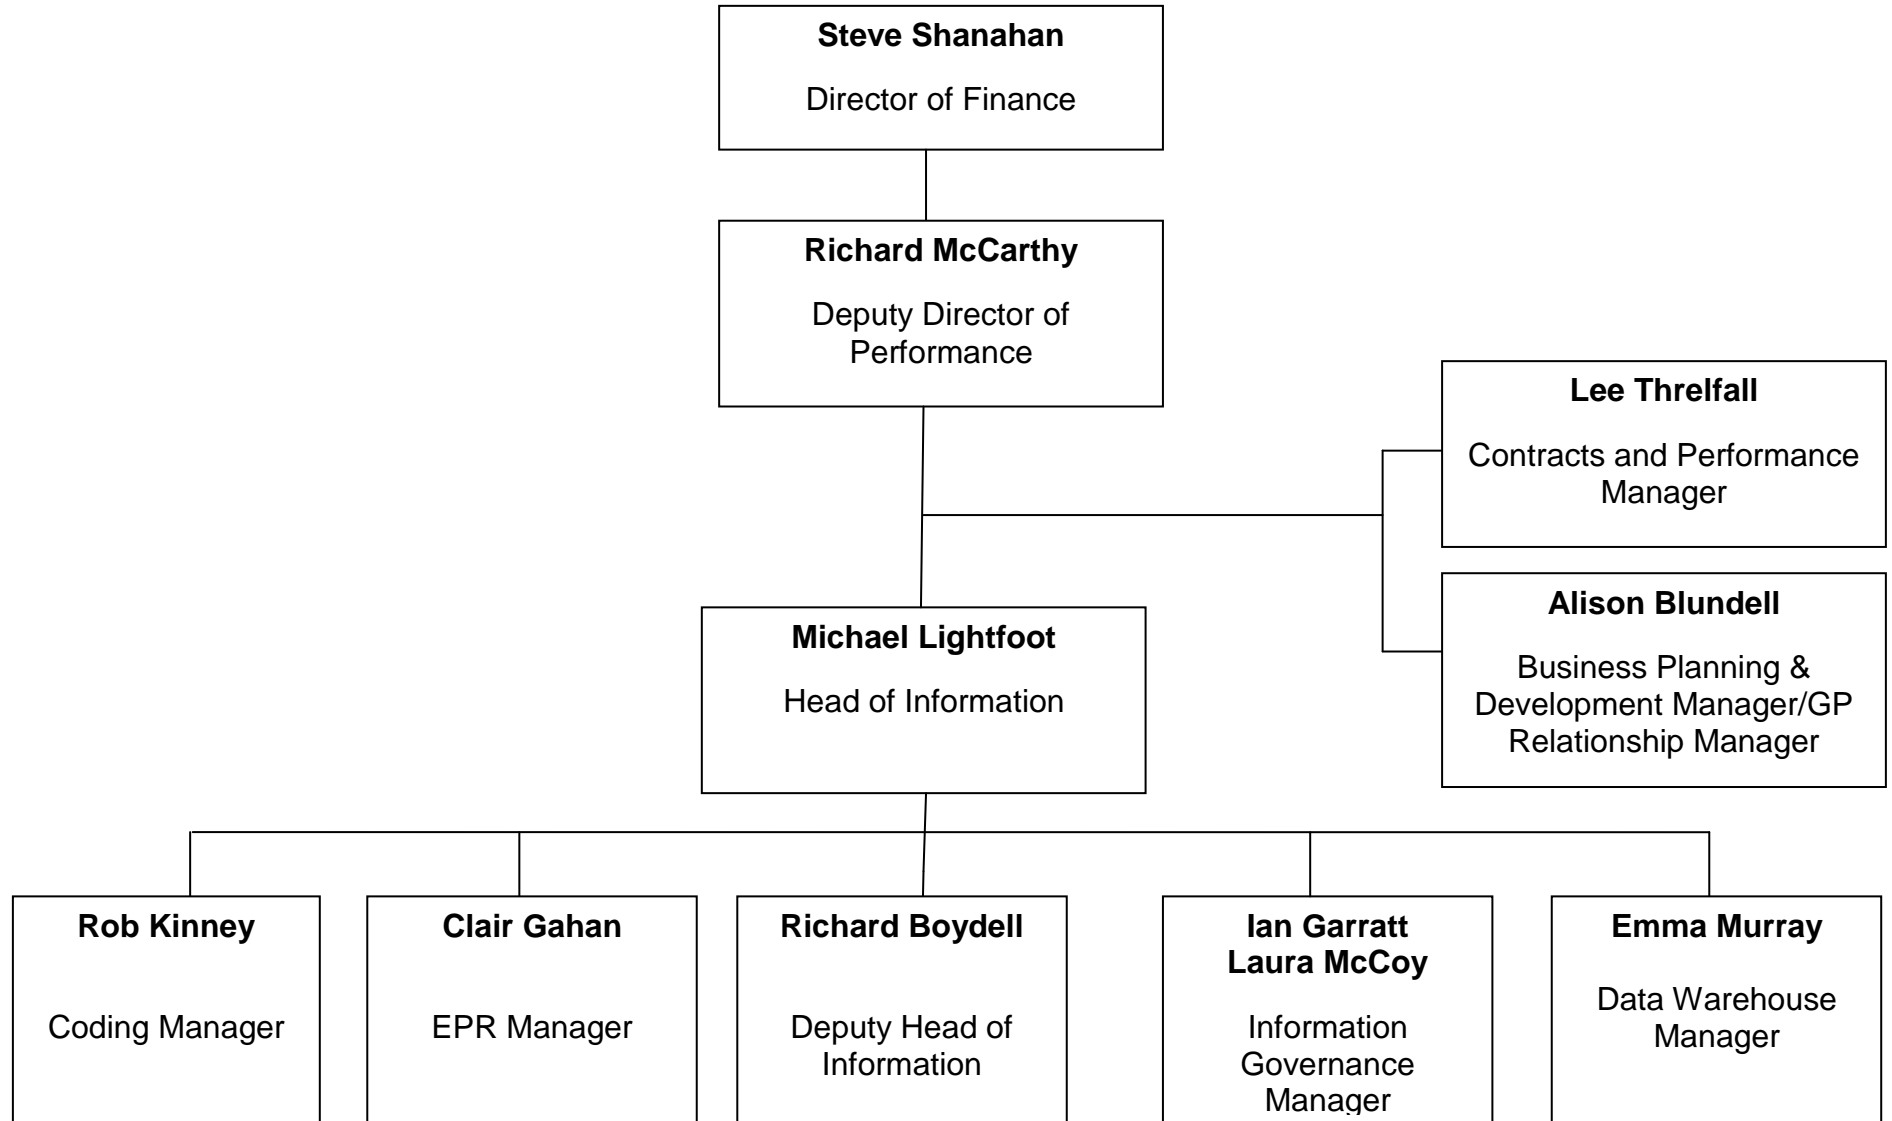 Steve Shanahan
Director of Finance
Richard McCarthy
Deputy Director of
Performance
Lee Threlfall
Contracts and Performance
Manager
Alison Blundell
Business Planning &
Development Manager/GP
Relationship Manager
Michael Lightfoot
Head of Information
Rob Kinney
Coding Manager
Clair Gahan
EPR Manager
Richard Boydell
Deputy Head of
Information
Ian Garratt
Laura McCoy
Information
Governance
Manager
Emma Murray
Data Warehouse
Manager